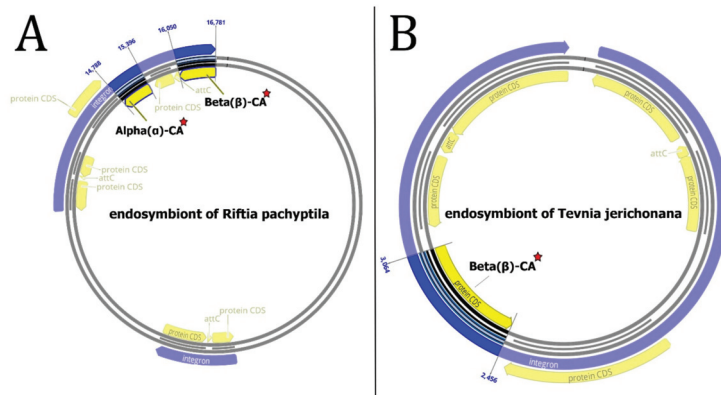 A
14,788
15,396
16,050
16,781
protein CDS
integron
attC
protein CDS
Beta(β)-CA
Alpha(α)-CA
protein CDS
attC
protein CDS
endosymbiont of Riftia pachyptila
protein CDS
attC
protein CDS
integron
B
protein CDS
protein CDS
attC
attC
protein CDS
protein CDS
endosymbiont of Tevnia jerichonana
Beta(β)-CA
3,064
protein CDS
2,456
integron
protein CDS